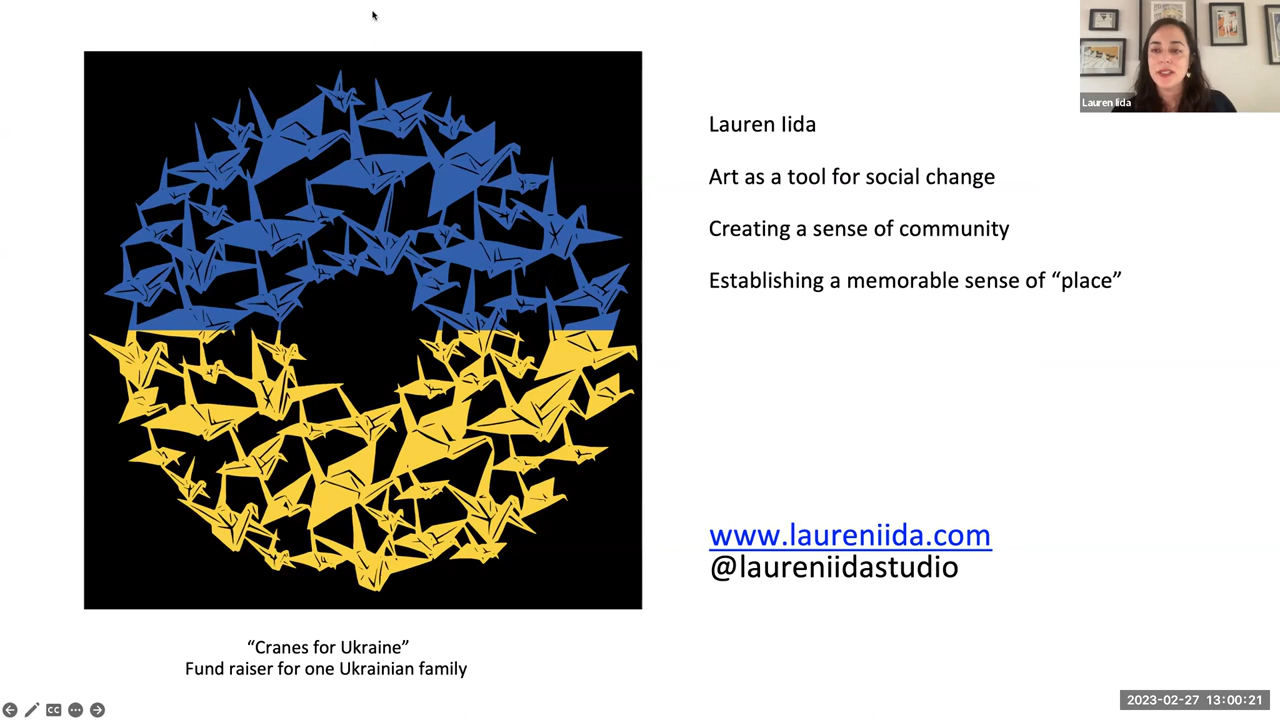 Lauren Iida
Lauren Iida
Art as a tool for social change
Creating a sense of community
Establishing a memorable sense of “place”
www.laureniida.com
@laureniidastudio
“Cranes for Ukraine”
Fund raiser for one Ukrainian family
CC
2023-02-27 13:00:21